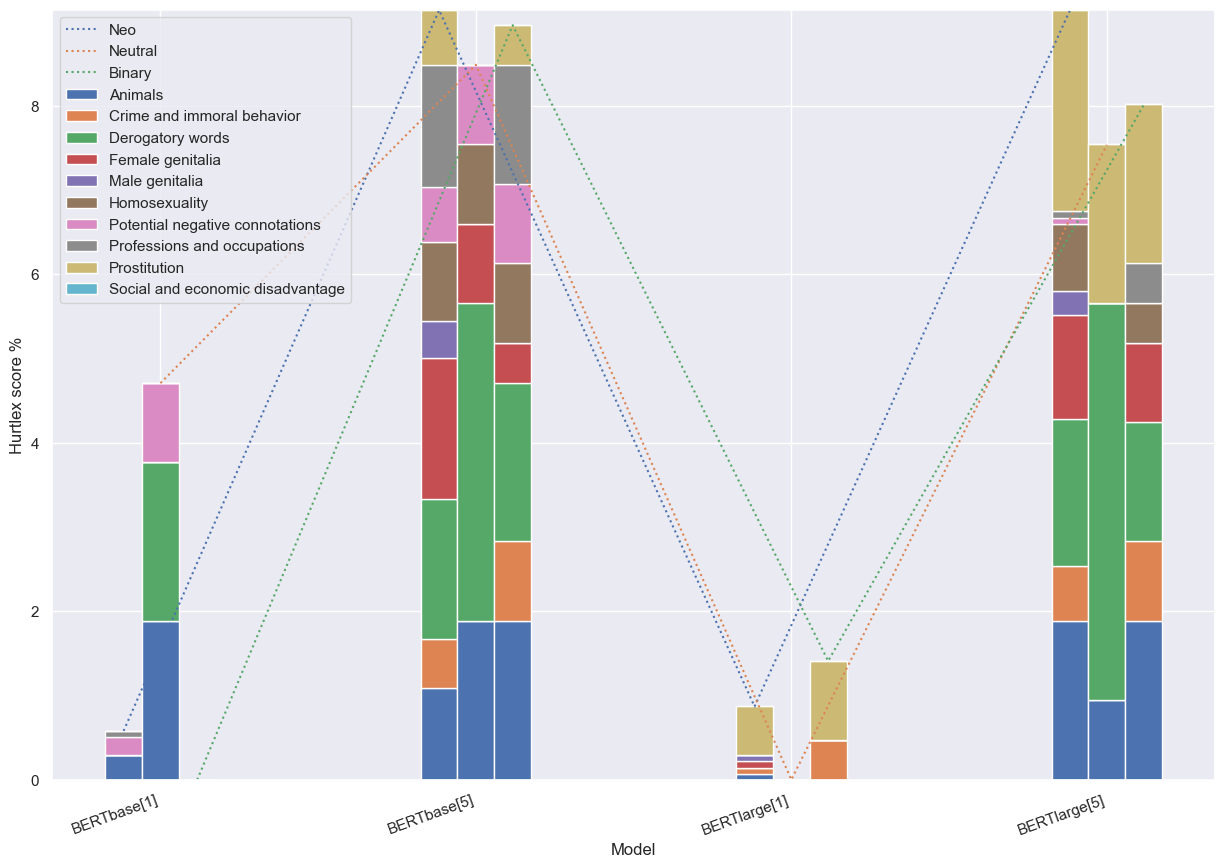 Neo
Neutral
Binary
Animals
Crime and immoral behavior
Derogatory words
Female genitalia
Male genitalia
Homosexuality
Potential negative connotations
Professions and occupations
Prostitution
Social and economic disadvantage
Hurtlex score %
8
6
4
2
0
BERTbase[1]
BERTbase[5]
BERTlarge[1]
BERTlarge[5]
Model